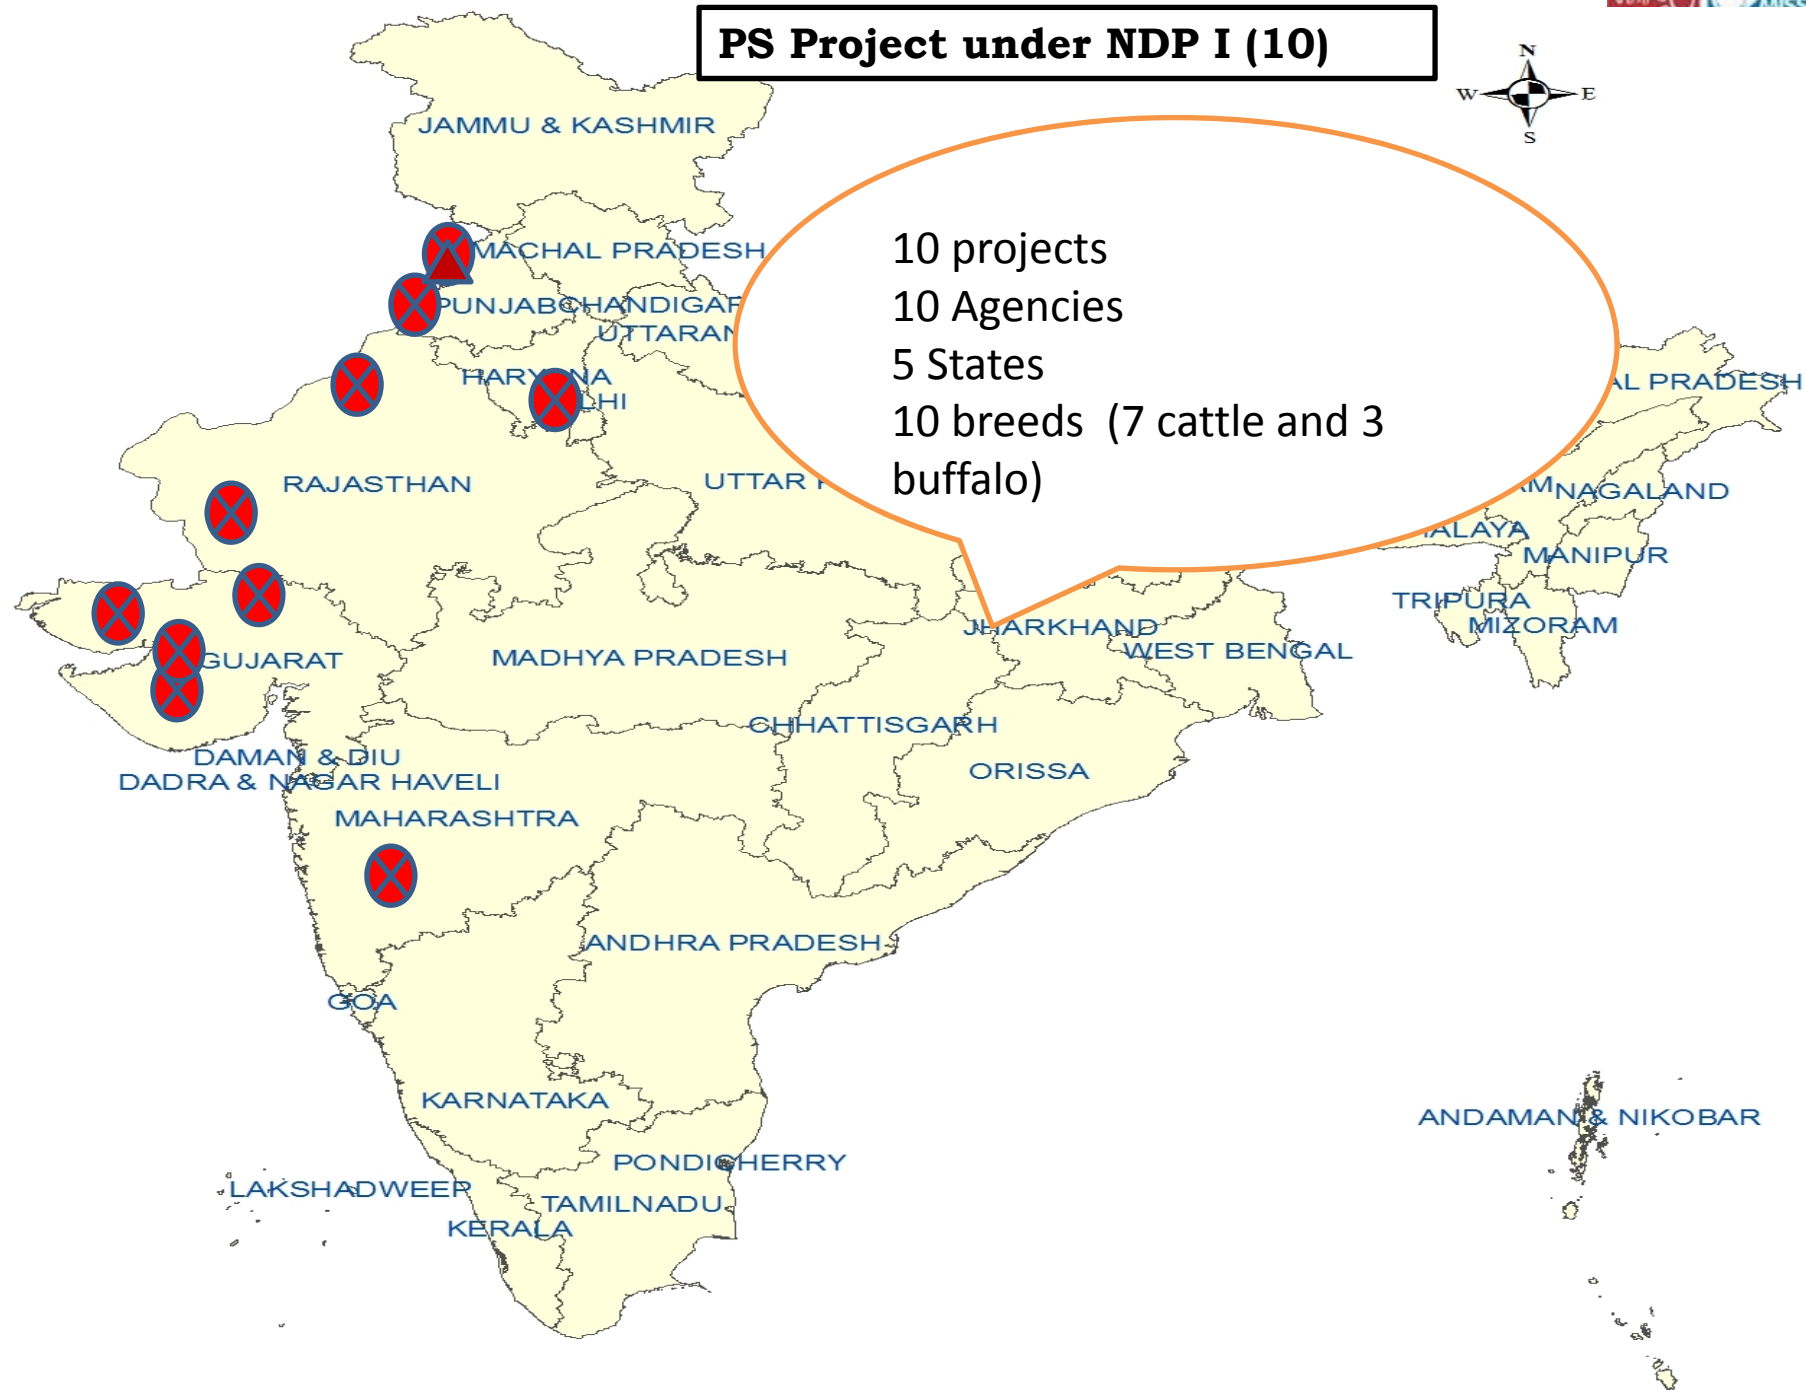 PS Project under NDP I (10)
N
W E
S
JAMMU & KASHMIR
MACHAL PRADESH
PUNJAB CHANDIGAR
UTTARAN
HARYANA
LHI
RAJASTHAN
UTTAR
10 projects
10 Agencies
5 States
10 breeds (7 cattle and 3
buffalo)
AL PRADESH
AM NAGALAND
ALAYA
MANIPUR
TRIPURA
MIZORAM
JHARKHAND
WEST BENGAL
GUJARAT
MADHYA PRADESH
CHHATTISGARH
ORISSA
DAMAN & DIU
DADRA & NAGAR HAVELI
MAHARASHTRA
ANDHRA PRADESH
GOA
KARNATAKA
ANDAMAN & NIKOBAR
PONDICHERRY
LAKSHADWEEP
TAMILNADU
KERALA